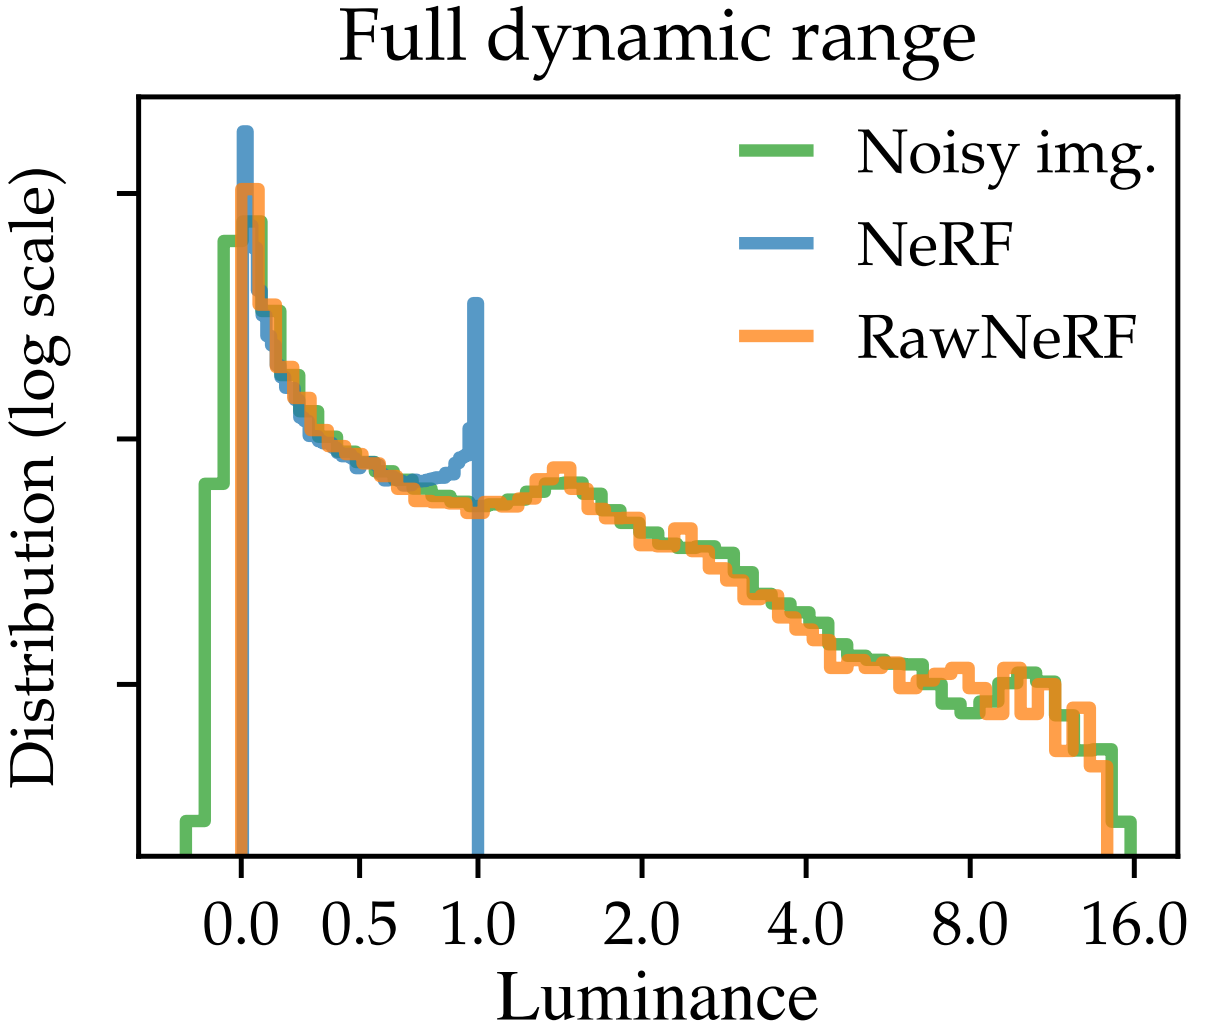 Full dynamic range
Distribution (log scale)
Noisy img.
NeRF
RawNeRF
0.0 0.5 1.0 2.0 4.0 8.0 16.0
Luminance